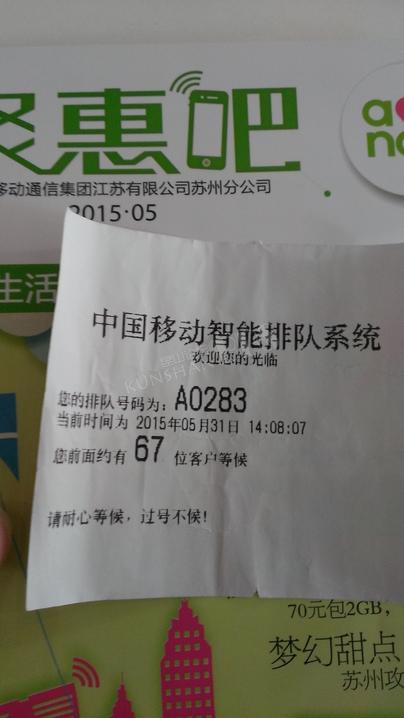 聚惠吧
移动通信集团江苏有限公司苏州分公司
2015·05
生活
中国移动智能排队系统
欢迎您的光临
您的排队号码为: A0283
当前时间为 2015年05月31日 14:08:07
您前面约有 67 位客户等候
请耐心等候，过号不候!
70元包2GB，
梦幻甜点
苏州攻